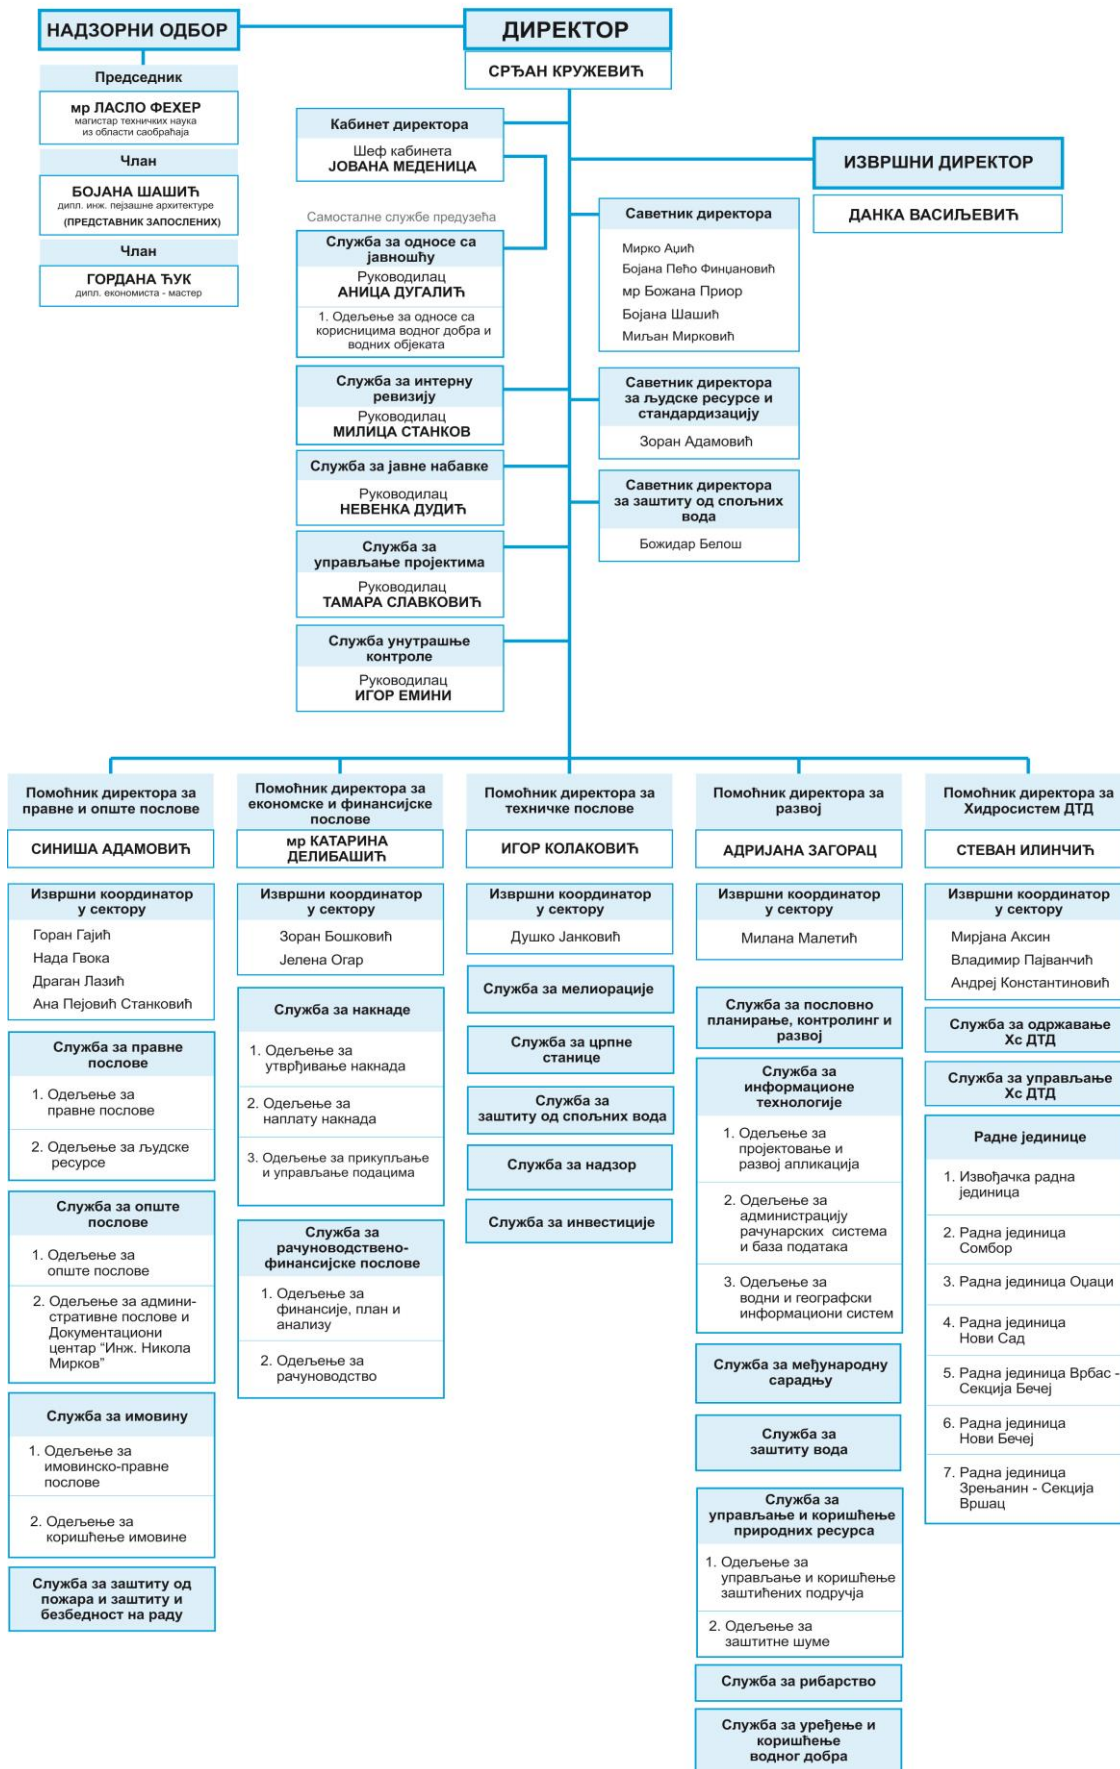 НАДЗОРНИ ОДБОР
Председник
мр ЛАСЛО ФЕХЕР
магистар техничких наука
из области саобраћаја
Члан
БОЈАНА ШАШИЋ
дипл. инж. пејзашне архитектуре
(ПРЕДСТАВНИК ЗАПОСЛЕНИХ)
Члан
ГОРДАНА ЋУК
дипл. економиста - мастер
ДИРЕКТОР
СРЂАН КРУЖЕВИЋ
Кабинет директора
Шеф кабинета
ЈОВАНА МЕДЕНИЦА
Самосталне службе предузећа
Служба за односе са
јавношћу
Руководилац
АНИЦА ДУГАЛИЋ
1. Одељење за односе са
корисницима водног добра и
водних објеката
Служба за интерну
ревизију
Руководилац
МИЛИЦА СТАНКОВ
Служба за јавне набавке
Руководилац
НЕВЕНКА ДУДИЋ
Служба за
управљање пројектима
Руководилац
ТАМАРА СЛАВКОВИЋ
Служба унутрашње
контроле
Руководилац
ИГОР ЕМИНИ
ИЗВРШНИ ДИРЕКТОР
ДАНКА ВАСИЉЕВИЋ
Саветник директора
Мирко Аџић
Бојана Пећо Финџановић
мр Божана Приор
Бојана Шашић
Миљан Мирковић
Саветник директора
за људске ресурсе и
стандардизацију
Зоран Адамовић
Саветник директора
за заштиту од спољних
вода
Божидар Белош
Помоћник директора за
правне и опште послове
СИНИША АДАМОВИЋ
Извршни координатор
у сектору
Горан Гајић
Нада Гвока
Драган Лазић
Ана Пејовић Станковић
Служба за правне
послове
1. Одељење за
правне послове
2. Одељење за људске
ресурсе
Служба за опште
послове
1. Одељење за
опште послове
2. Одељење за админи-
стративне послове и
Документациони
центар “Инж. Никола
Мирков”
Служба за имовину
1. Одељење за
имовинско-правне
послове
2. Одељење за
коришћење имовине
Служба за заштиту од
пожара и заштиту и
безбедност на раду
Помоћник директора за
економске и финансијске
послове
мр КАТАРИНА
ДЕЛИБАШИЋ
Извршни координатор
у сектору
Зоран Бошковић
Јелена Огар
Служба за накнаде
1. Одељење за
утврђивање накнада
2. Одељење за
наплату накнада
3. Одељење за прикупљање
и управљање подацима
Служба за
рачуноводствено-
финансијске послове
1. Одељење за
финансије, план и
анализу
2. Одељење за
рачуноводство
Помоћник директора за
техничке послове
ИГОР КОЛАКОВИЋ
Извршни координатор
у сектору
Душко Јанковић
Служба за мелиорације
Служба за црпне
станице
Служба за
заштиту од спољних вода
Служба за надзор
Служба за инвестиције
Помоћник директора за
развој
АДРИЈАНА ЗАГОРАЦ
Извршни координатор
у сектору
Милана Малетић
Служба за пословно
планирање, контролинг и
развој
Служба за
информационе
технологије
1. Одељење за
пројектовање и
развој апликација
2. Одељење за
администрацију
рачунарских система
и база података
3. Одељење за
водни и географски
информациони систем
Служба за међународну
сарадњу
Служба за
заштиту вода
Служба за
управљање и коришћење
природних ресурса
1. Одељење за
управљање и коришћење
заштићених подручја
2. Одељење за
заштитне шуме
Служба за рибарство
Служба за уређење и
коришћење
водног добра
Помоћник директора за
Хидросистем ДТД
СТЕВАН ИЛИНЧИЋ
Извршни координатор
у сектору
Мирјана Аксин
Владимир Пајванчић
Андреј Константиновић
Служба за одржавање
Хс ДТД
Служба за управљање
Хс ДТД
Радне јединице
1. Извођачка радна
јединица
2. Радна јединица
Сомбор
3. Радна јединица Оџаци
4. Радна јединица
Нови Сад
5. Радна јединица Врбас -
Секција Бечеј
6. Радна јединица
Нови Бечеј
7. Радна јединица
Зрењанин - Секција
Вршац